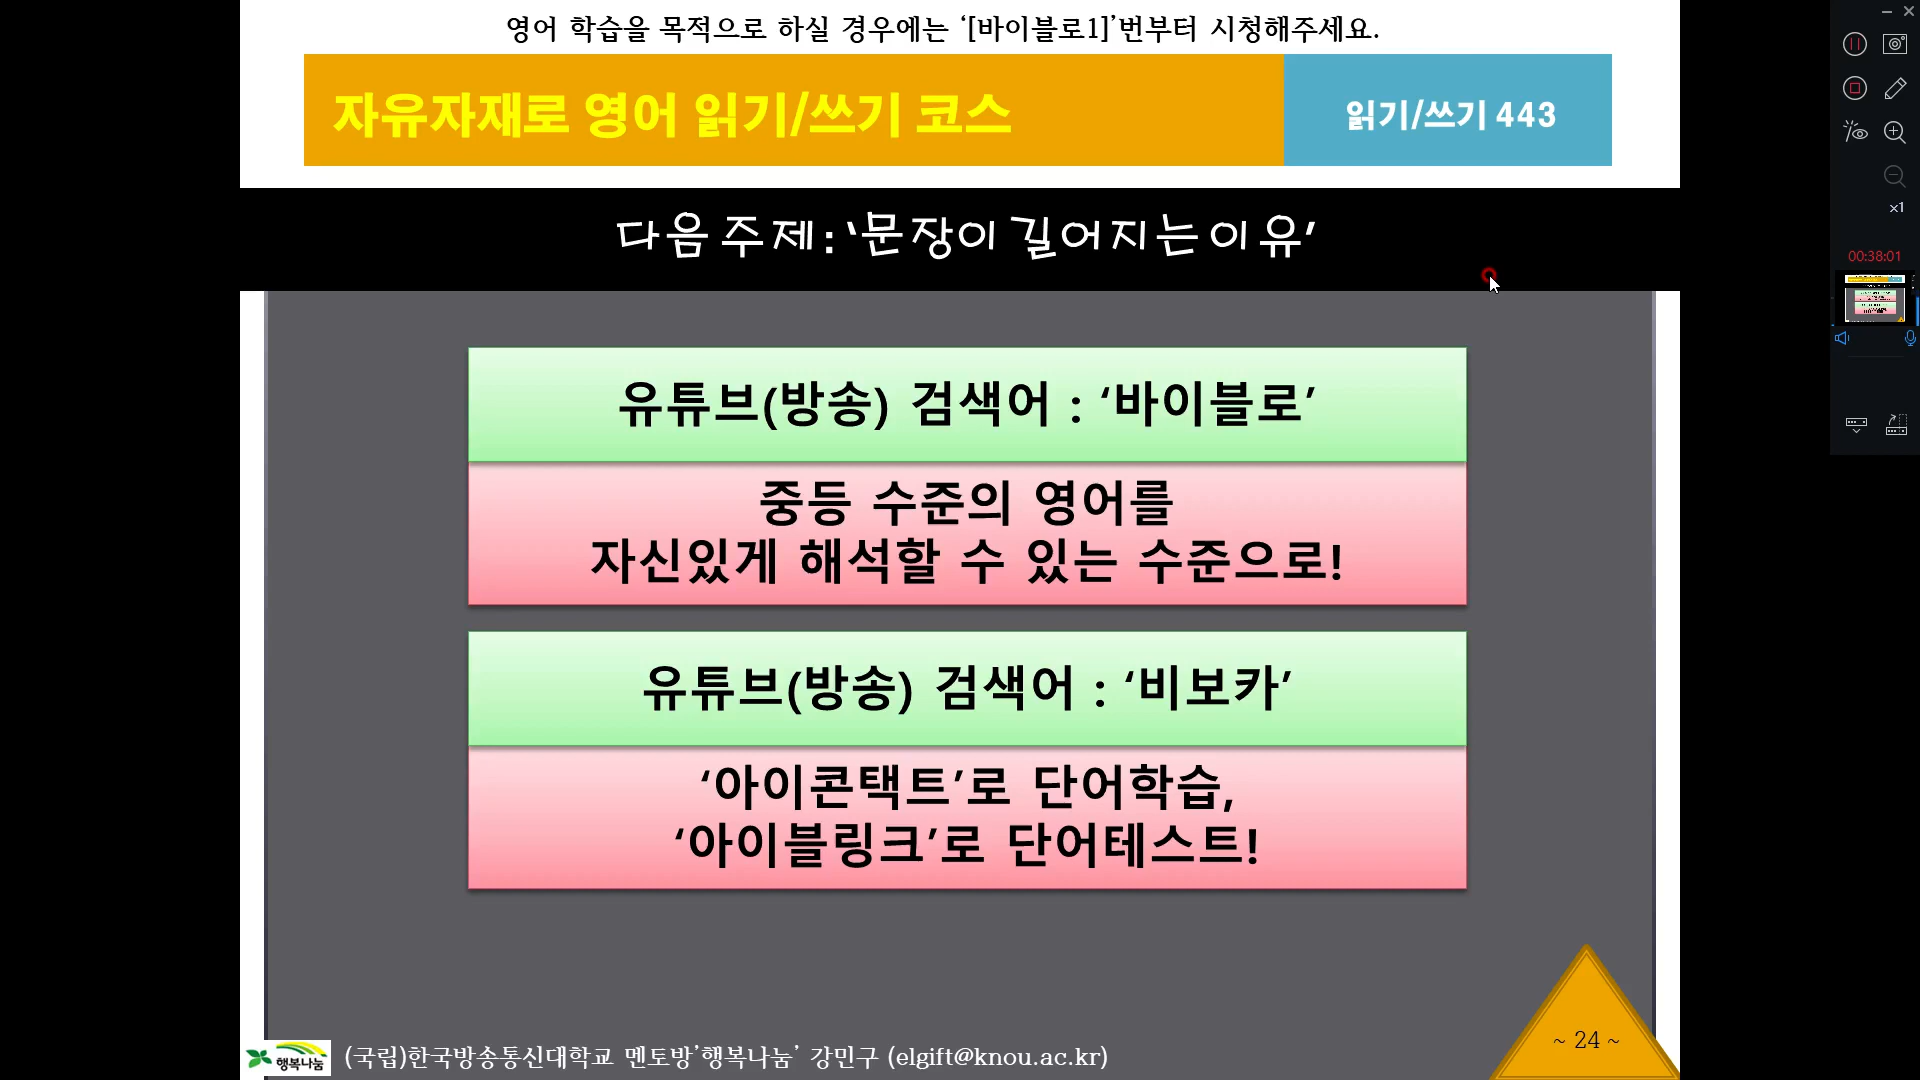 영어 학습을 목적으로 하실 경우에는 ‘[바이블로1]’번부터 시청해주세요.
자유자재로 영어 읽기/쓰기 코스
읽기/쓰기 443
다음 주제 : ‘문장이 길어지는 이유’
x1
00:38:01
유튜브(방송) 검색어 : ‘바이블로’
중등 수준의 영어를
자신있게 해석할 수 있는 수준으로!
유튜브(방송) 검색어 : ‘비보카’
‘아이콘택트’로 단어학습,
‘아이블링크’로 단어테스트!
~ 24 ~
행복나눔
(국립)한국방송통신대학교 멘토방’행복나눔’ 강민구 (elgift@knou.ac.kr)